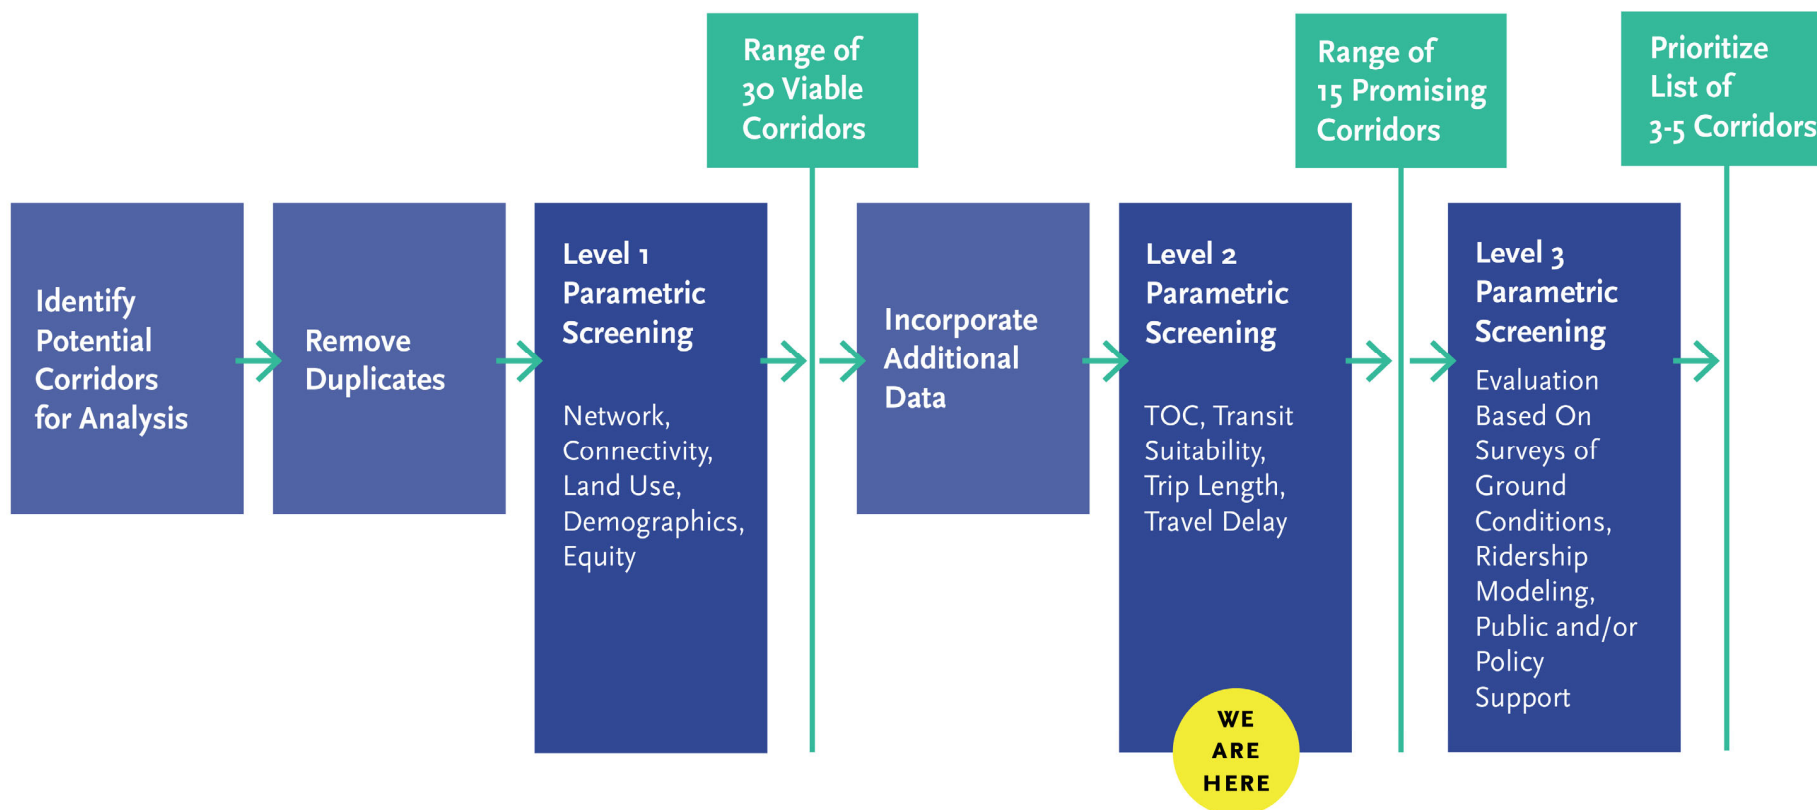 Range of
30 Viable
Corridors
Range of
15 Promising
Corridors
Prioritize
List of
3-5 Corridors
Identify
Potential
Corridors
for Analysis
Remove
Duplicates
Level 1
Parametric
Screening
Network,
Connectivity,
Land Use,
Demographics,
Equity
Incorporate
Additional
Data
Level 2
Parametric
Screening
TOC, Transit
Suitability,
Trip Length,
Travel Delay
WE
ARE
HERE
Level 3
Parametric
Screening
Evaluation
Based On
Surveys of
Ground
Conditions,
Ridership
Modeling,
Public and/or
Policy
Support